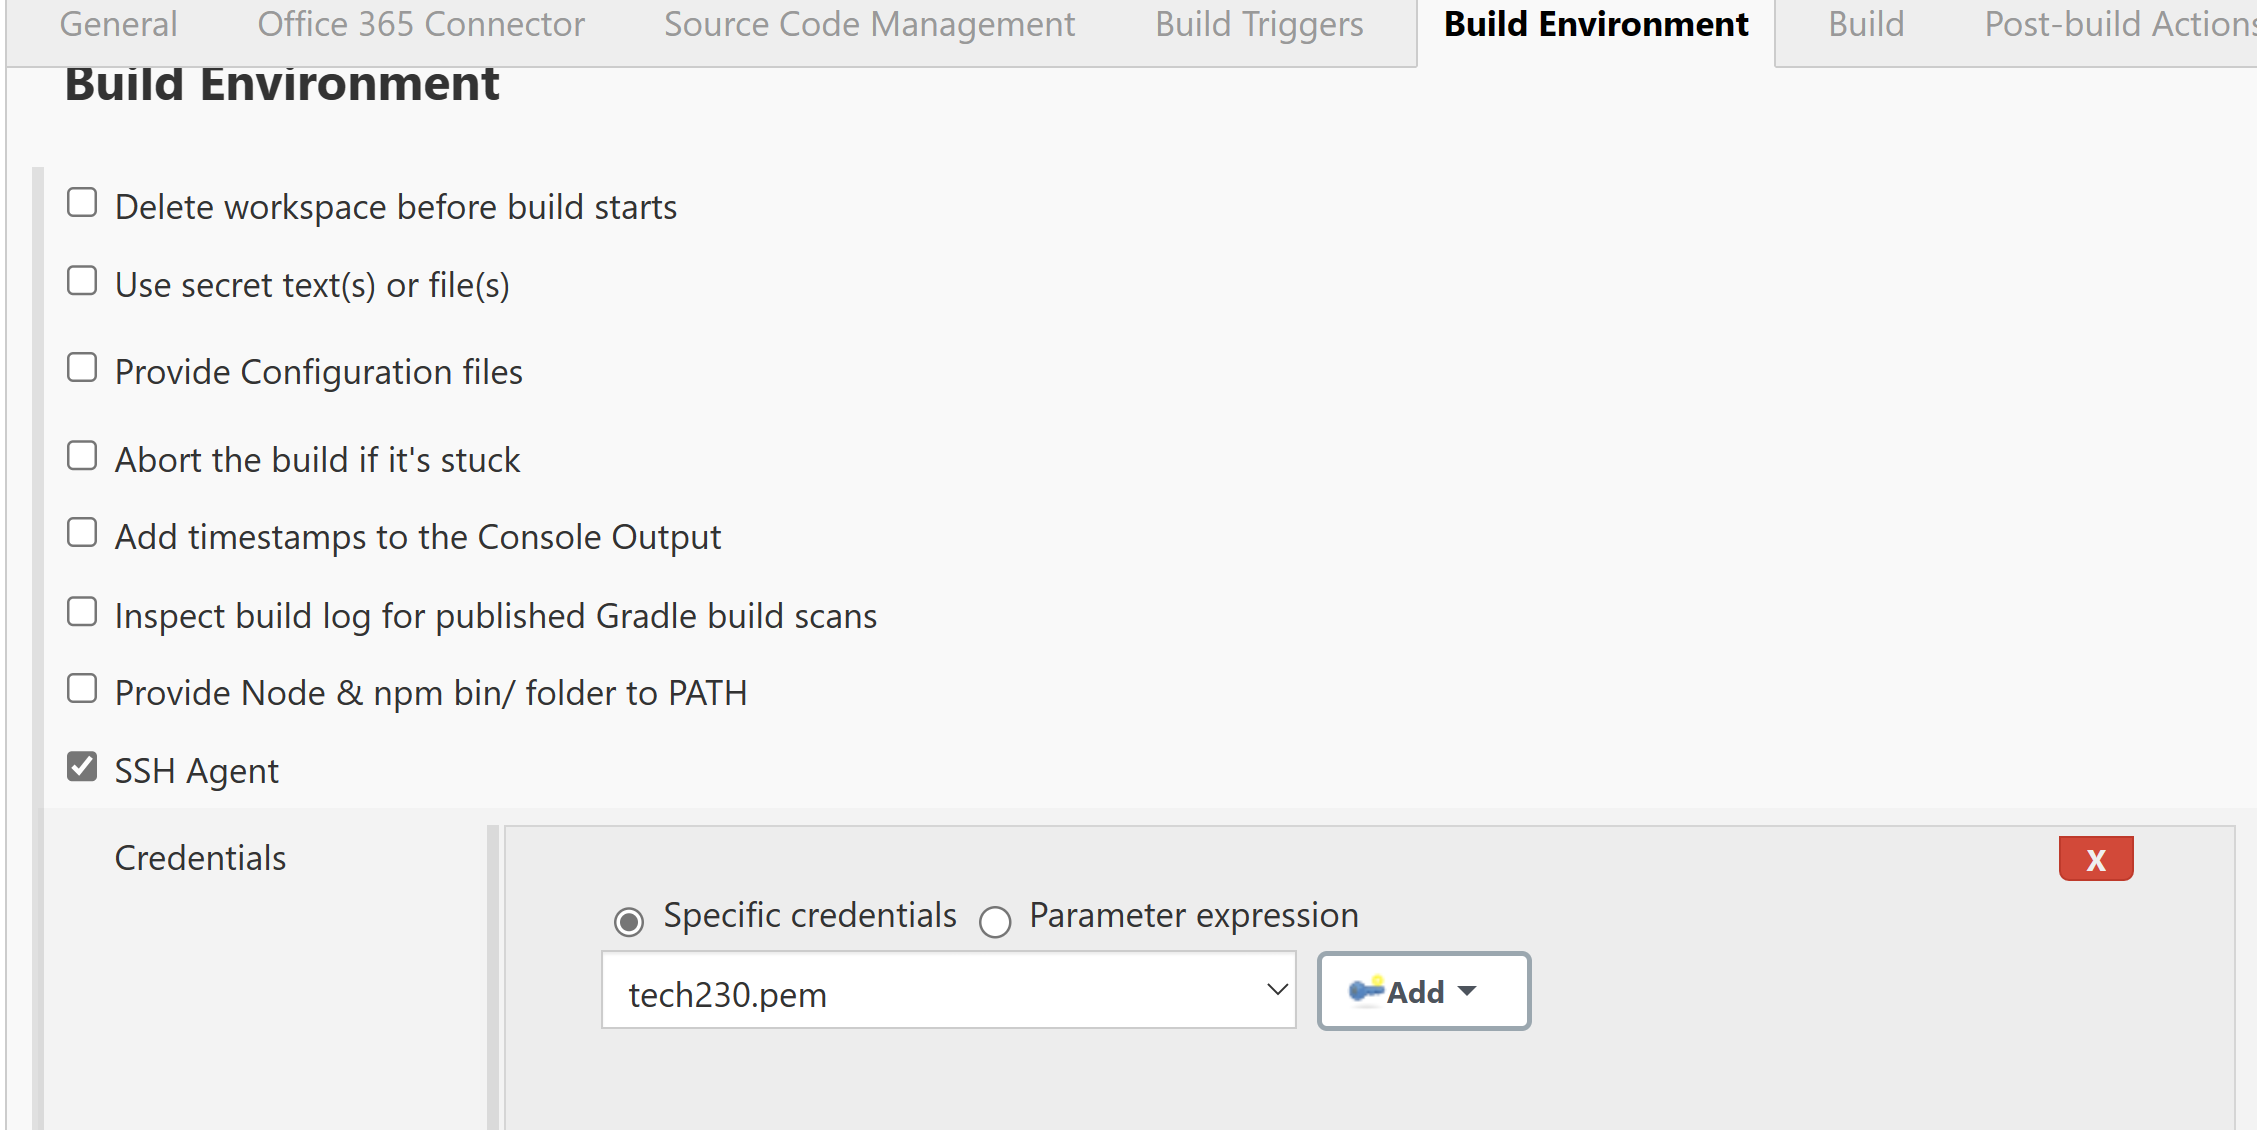 General Office 365 Connector Source Code Management Build Triggers Build Environment Build Post-build Actions
Build Environment
Delete workspace before build starts
Use secret text(s) or file(s)
Provide Configuration files
Abort the build if it's stuck
Add timestamps to the Console Output
Inspect build log for published Gradle build scans
Provide Node & npm bin/ folder to PATH
SSH Agent
Credentials
X
Specific credentials Parameter expression
tech230.pem
Add